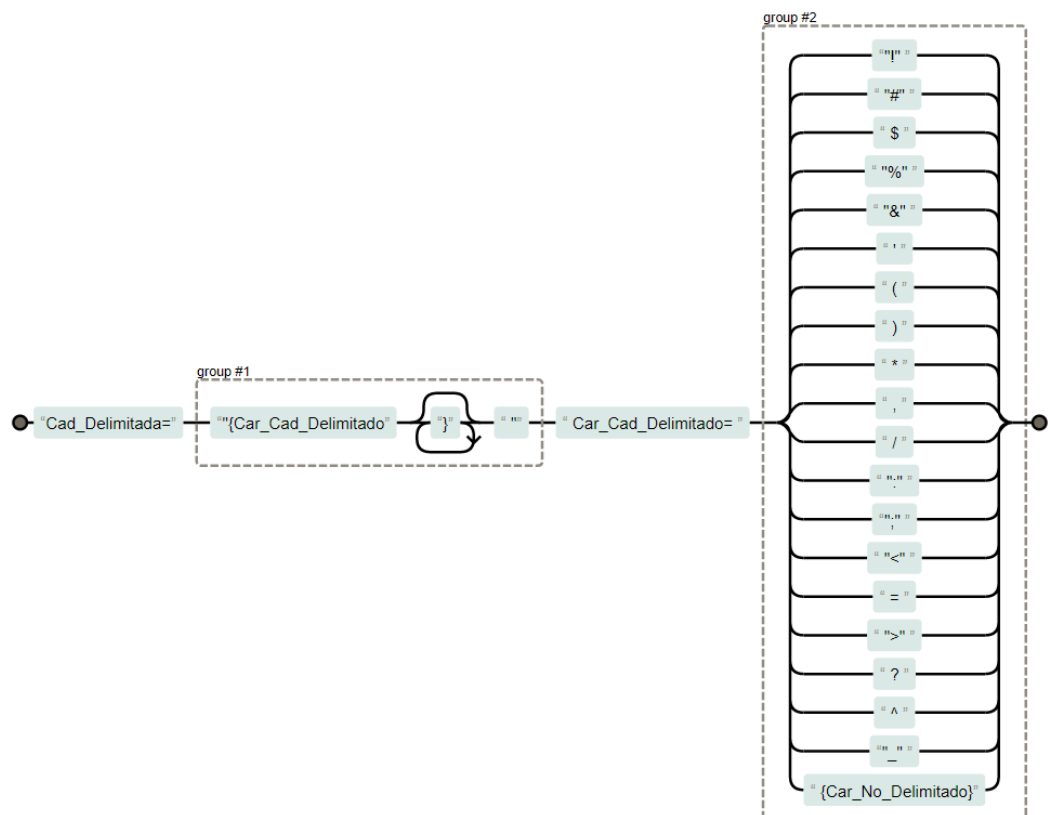 group #2
“"!"”
“ "#"”
“ $ ”
“ "%"”
“ "&" ”
“ ' ”
“ ( ”
“ ) ”
“ * ”
“ , ”
“ / ”
“ ":" ”
“";" ”
“ "<" ”
“ = ”
“ ">" ”
“ ? ”
“ ^ ”
“"_" ”
“ {Car_No_Delimitado}”
group #1
“Cad_Delimitada=” “"{Car_Cad_Delimitado” “}” “ "” “ Car_Cad_Delimitado= ”